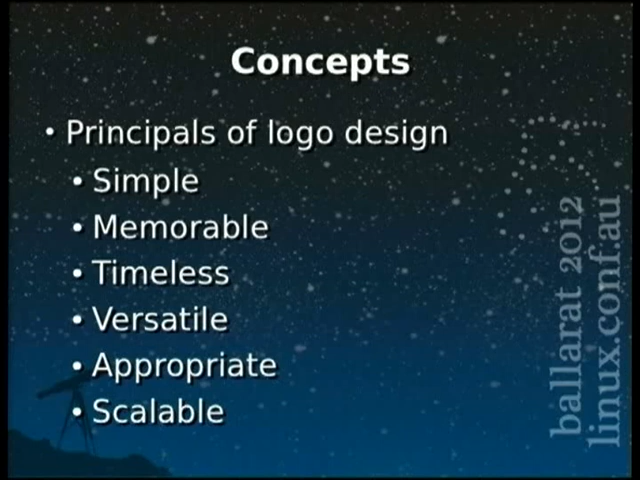 Concepts
• Principals of logo design
• Simple
• Memorable
• Timeless
• Versatile
• Appropriate
• Scalable
ballarat 2012
linux.conf.au